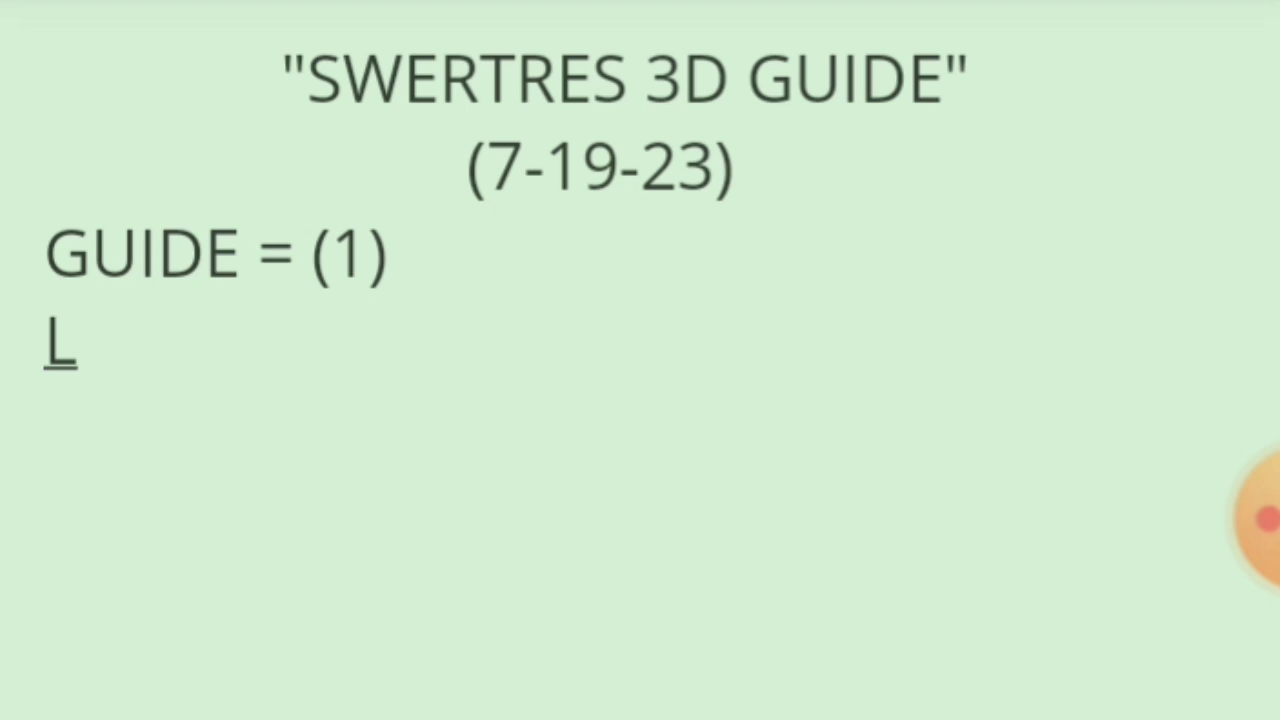 "SWERTRES 3D GUIDE"
(7-19-23)
GUIDE = (1)
L